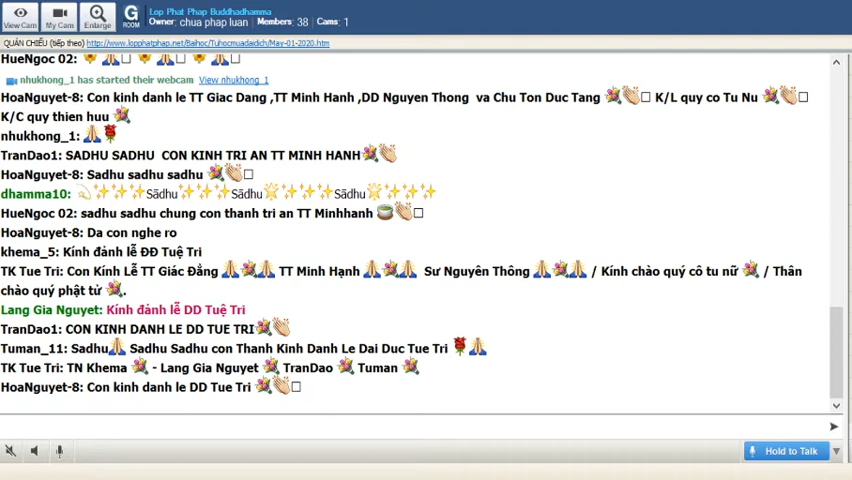 View Cam
My Cam
Enlarge
G
ROOM
Lop Phat Phap Buddhadhamma
Owner: chua phap luan Members: 38 Cams: 1
QUÁN CHIẾU (tiếp theo) http://www.lopphatphap.net/Baihoc/Tuhocmuadaidich/May-01-2020.htm
HueNgoc 02:
nhukhong_1 has started their webcam View nhukhong_1
HoaNguyet-8: Con kinh danh le TT Giac Dang ,TT Minh Hanh ,DD Nguyen Thong va Chu Ton Duc Tang K/L quy co Tu Nu
K/C quy thien huu
nhukhong_1:
TranDao1: SADHU SADHU CON KINH TRI AN TT MINH HANH
HoaNguyet-8: Sadhu sadhu sadhu
dhamma10: Sādhu Sādhu Sādhu
HueNgoc 02: sadhu sadhu chung con thanh tri an TT Minhhanh
HoaNguyet-8: Da con nghe ro
khema_5: Kính đảnh lễ ĐĐ Tuệ Tri
TK Tue Tri: Con Kính Lễ TT Giác Đẳng TT Minh Hạnh Sư Nguyên Thông / Kính chào quý cô tu nữ / Thân
chào quý phật tử .
Lang Gia Nguyet: Kính đảnh lễ DD Tuệ Tri
TranDao1: CON KINH DANH LE DD TUE TRI
Tuman_11: Sadhu Sadhu Sadhu con Thanh Kinh Danh Le Dai Duc Tue Tri
TK Tue Tri: TN Khema - Lang Gia Nguyet TranDao Tuman
HoaNguyet-8: Con kinh danh le DD Tue Tri
Hold to Talk